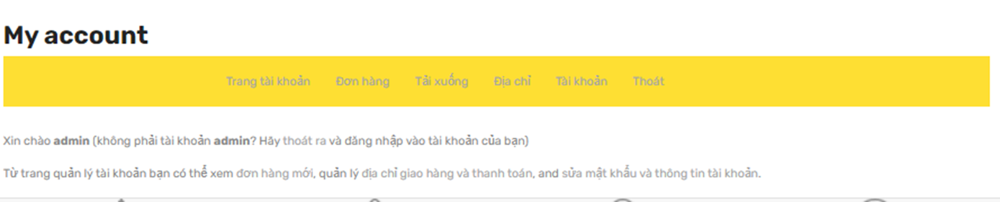 My account
Trang tài khoản Đơn hàng Tải xuống Địa chỉ Tài khoản Thoát
Xin chào admin (không phải tài khoản admin? Hãy thoát ra và đăng nhập vào tài khoản của bạn)
Từ trang quản lý tài khoản bạn có thể xem đơn hàng mới, quản lý địa chỉ giao hàng và thanh toán, and sửa mật khẩu và thông tin tài khoản.